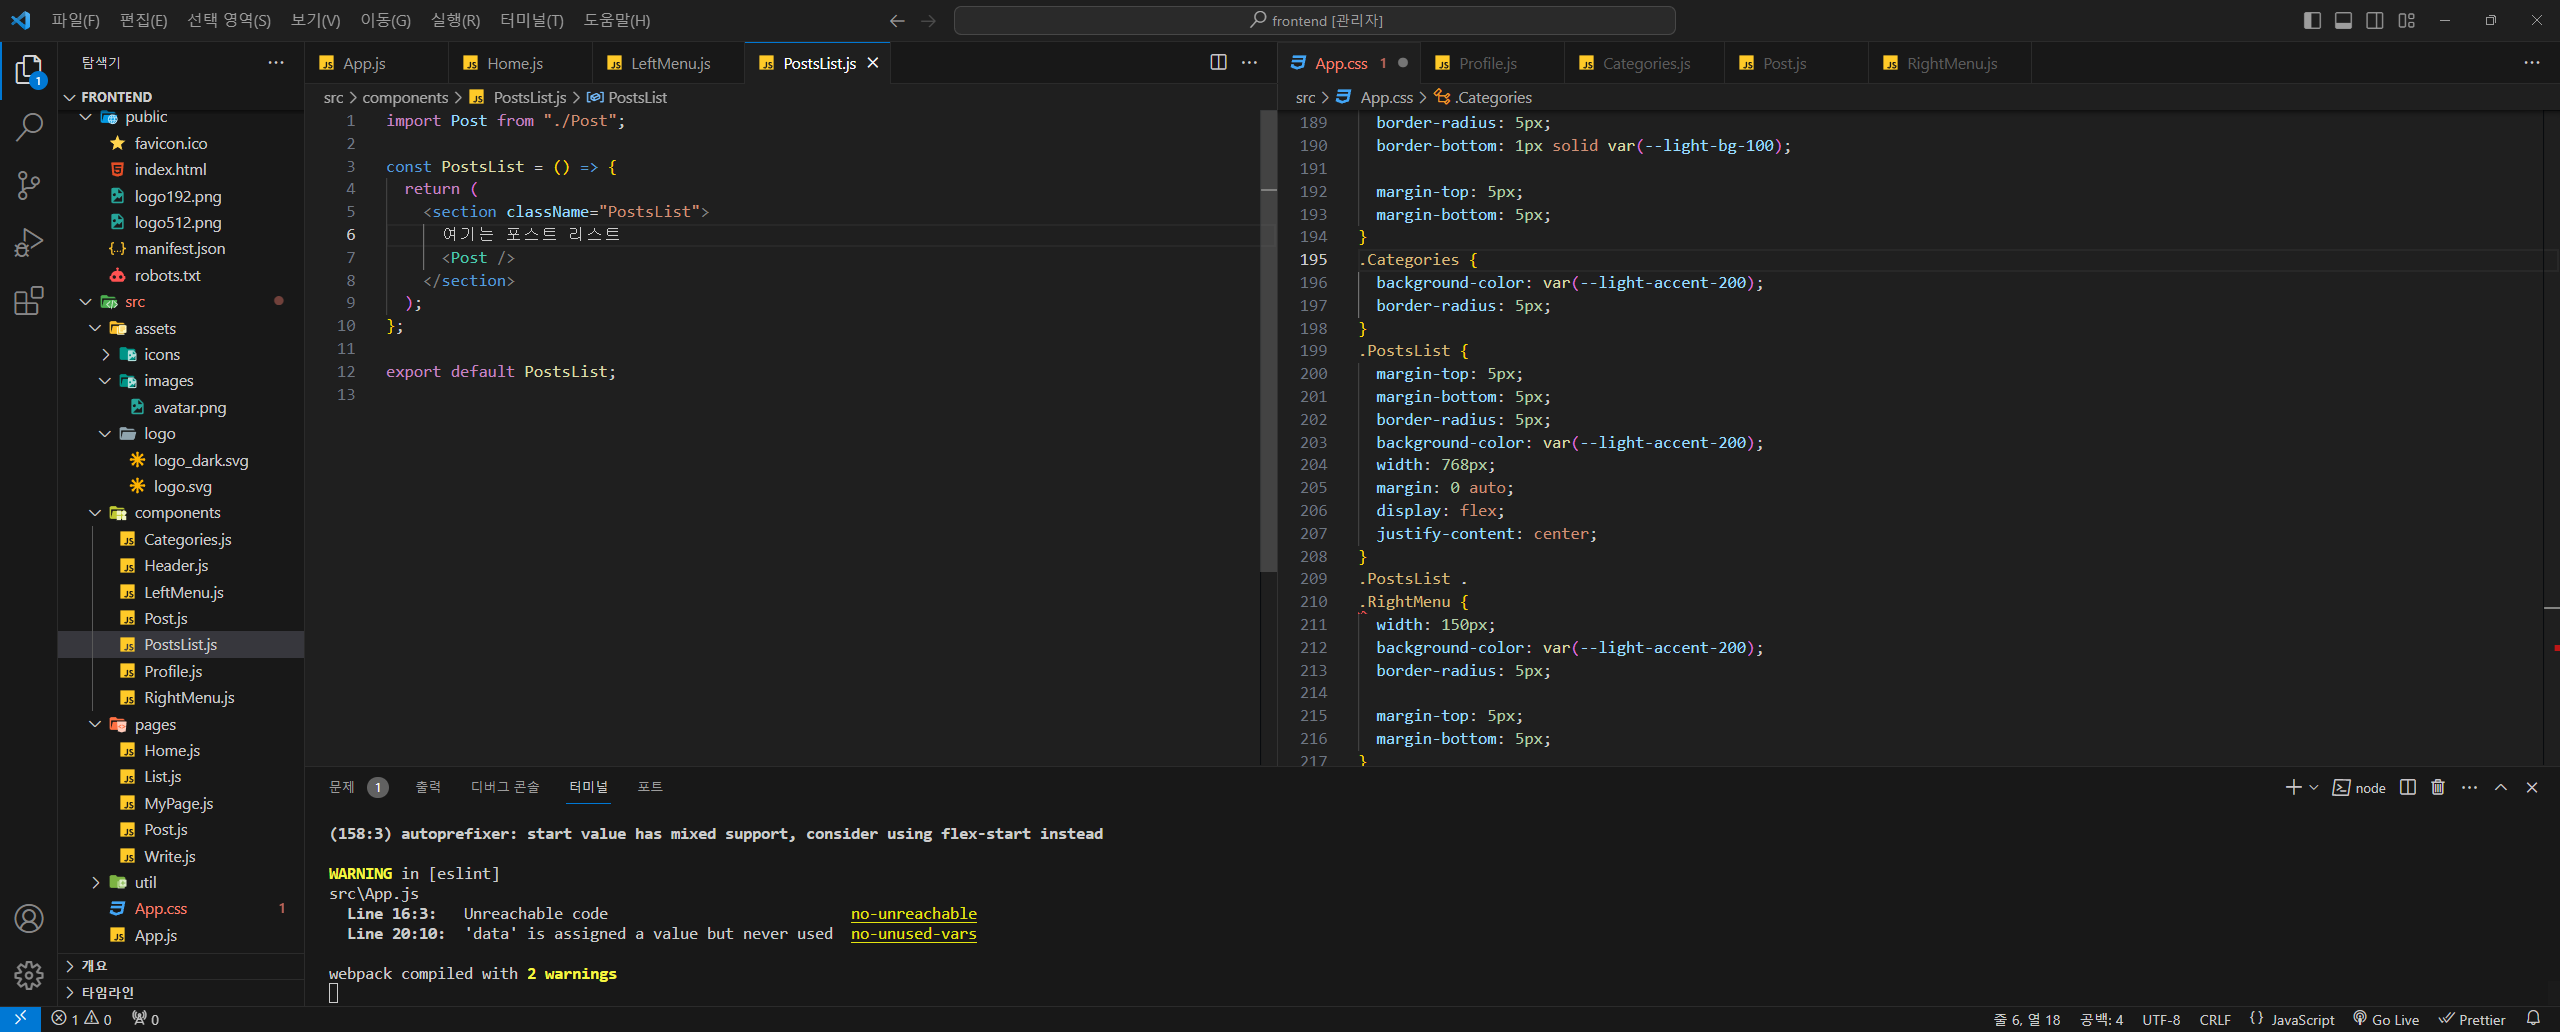 파일(F) 편집(E) 선택 영역(S) 보기(V) 이동(G) 실행(R) 터미널(T) 도움말(H)
frontend [관리자]
탐색기
FRONTEND
public
favicon.ico
index.html
logo192.png
logo512.png
manifest.json
robots.txt
src
assets
icons
images
avatar.png
logo
logo_dark.svg
logo.svg
components
Categories.js
Header.js
LeftMenu.js
Post.js
PostsList.js
Profile.js
RightMenu.js
pages
Home.js
List.js
MyPage.js
Post.js
Write.js
util
App.css 1
App.js
개요
타임라인
App.js Home.js LeftMenu.js PostsList.js
src > components > PostsList.js > PostsList
1 import Post from "./Post";
2
3 const PostsList = () => {
4 return (
5 <section className="PostsList">
6 여기는 포스트 리스트
7 <Post />
8 </section>
9 );
10 };
11
12 export default PostsList;
13
App.css 1 Profile.js Categories.js Post.js RightMenu.js
src > App.css > .Categories
189 border-radius: 5px;
190 border-bottom: 1px solid var(--light-bg-100);
191
192 margin-top: 5px;
193 margin-bottom: 5px;
194 }
195 .Categories {
196 background-color: var(--light-accent-200);
197 border-radius: 5px;
198 }
199 .PostsList {
200 margin-top: 5px;
201 margin-bottom: 5px;
202 border-radius: 5px;
203 background-color: var(--light-accent-200);
204 width: 768px;
205 margin: 0 auto;
206 display: flex;
207 justify-content: center;
208 }
209 .PostsList .
210 .RightMenu {
211 width: 150px;
212 background-color: var(--light-accent-200);
213 border-radius: 5px;
214
215 margin-top: 5px;
216 margin-bottom: 5px;
217 }
문제 1 출력 디버그 콘솔 터미널 포트
node
(158:3) autoprefixer: start value has mixed support, consider using flex-start instead
WARNING in [eslint]
src\App.js
Line 16:3: Unreachable code no-unreachable
Line 20:10: 'data' is assigned a value but never used no-unused-vars
webpack compiled with 2 warnings
1 0 0
줄 6, 열 18 공백: 4 UTF-8 CRLF {} JavaScript Go Live Prettier